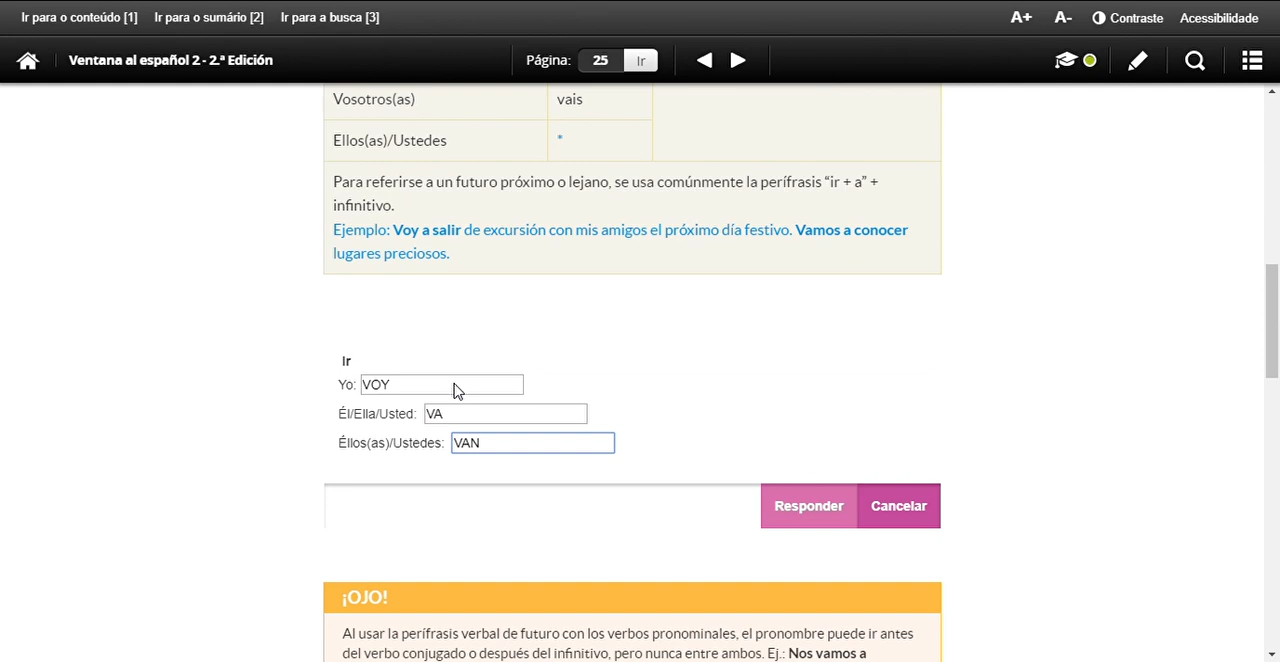 Ir para o conteúdo [1] Ir para o sumário [2] Ir para a busca [3] A+ A- Contraste Acessibilidade
Ventana al español 2 - 2.ª Edición Página: 25 Ir
Vosotros(as) vais
Ellos(as)/Ustedes *
Para referirse a un futuro próximo o lejano, se usa comúnmente la perífrasis "ir + a" +
infinitivo.
Ejemplo: Voy a salir de excursión con mis amigos el próximo día festivo. Vamos a conocer
lugares preciosos.
Ir
Yo: VOY
Él/Ella/Usted: VA
Éllos(as)/Ustedes: VAN
Responder Cancelar
¡OJO!
Al usar la perífrasis verbal de futuro con los verbos pronominales, el pronombre puede ir antes
del verbo conjugado o después del infinitivo, pero nunca entre ambos. Ej.: Nos vamos a